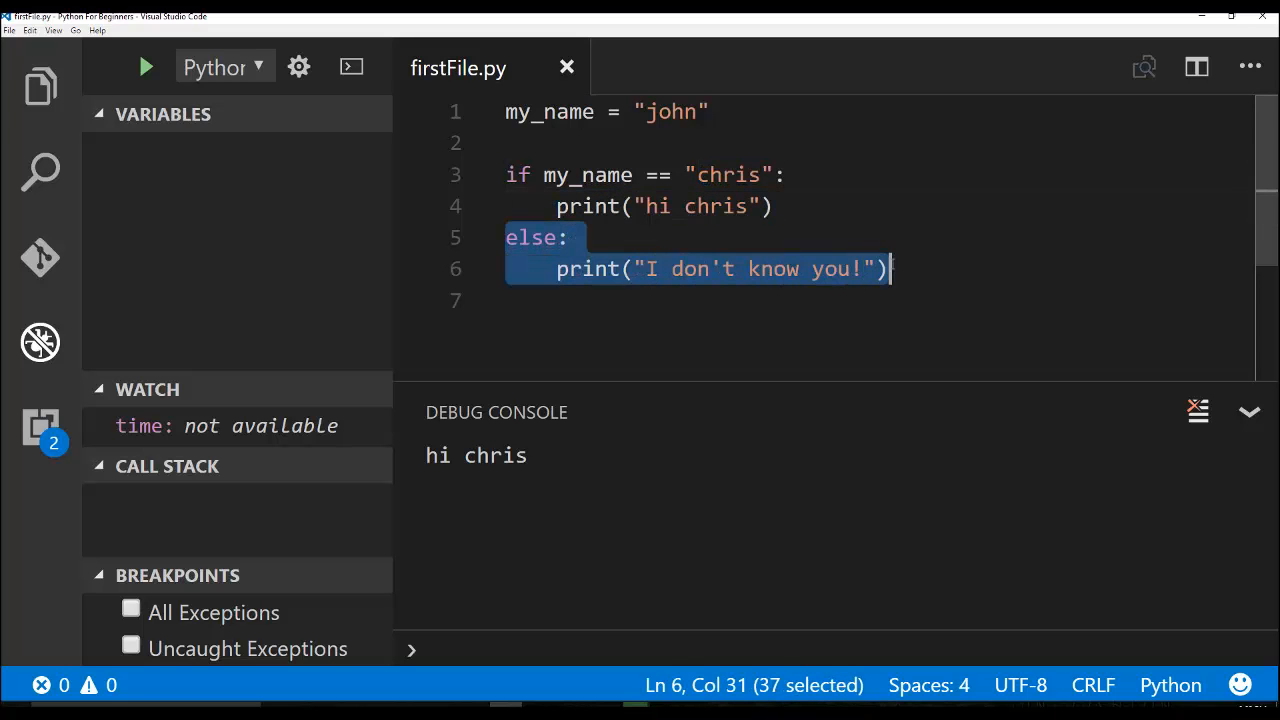 firstFile.py - Python For Beginners - Visual Studio Code
File Edit View Go Help
Python
firstFile.py
VARIABLES
1 my_name = "john"
2
3 if my_name == "chris":
4 print("hi chris")
5 else:
6 print("I don't know you!")
7
WATCH
time: not available
CALL STACK
BREAKPOINTS
All Exceptions
Uncaught Exceptions
2
DEBUG CONSOLE
hi chris
0 0
Ln 6, Col 31 (37 selected) Spaces: 4 UTF-8 CRLF Python